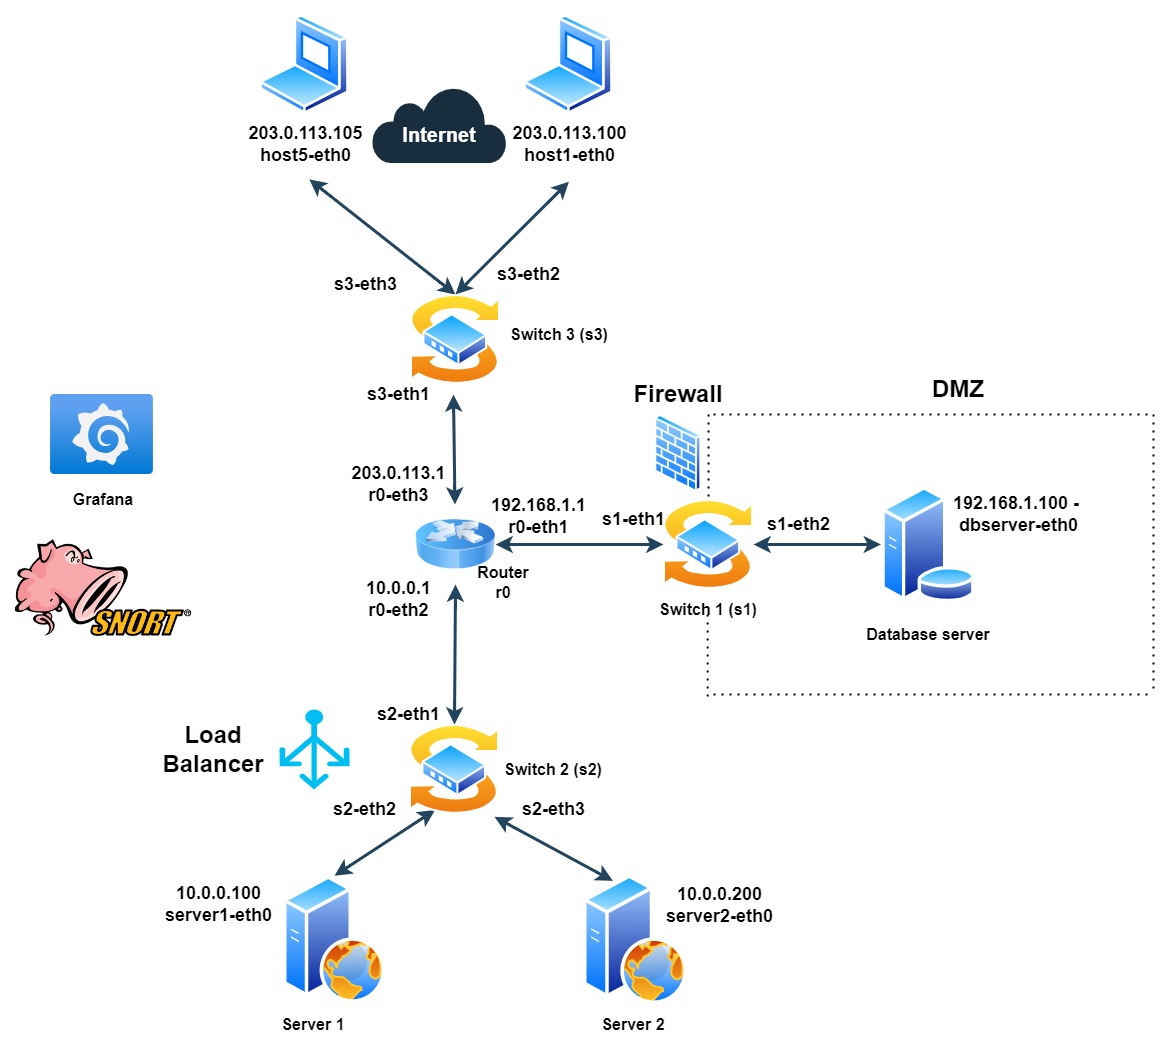 Internet
203.0.113.105
host5-eth0
203.0.113.100
host1-eth0
s3-eth3
s3-eth2
Switch 3 (s3)
s3-eth1
Firewall
DMZ
Grafana
203.0.113.1
r0-eth3
192.168.1.1
r0-eth1
s1-eth1
s1-eth2
192.168.1.100 -
dbserver-eth0
Router
r0
10.0.0.1
r0-eth2
Switch 1 (s1)
Database server
SNORT®
s2-eth1
Load
Balancer
Switch 2 (s2)
s2-eth2
s2-eth3
10.0.0.100
server1-eth0
10.0.0.200
server2-eth0
Server 1
Server 2